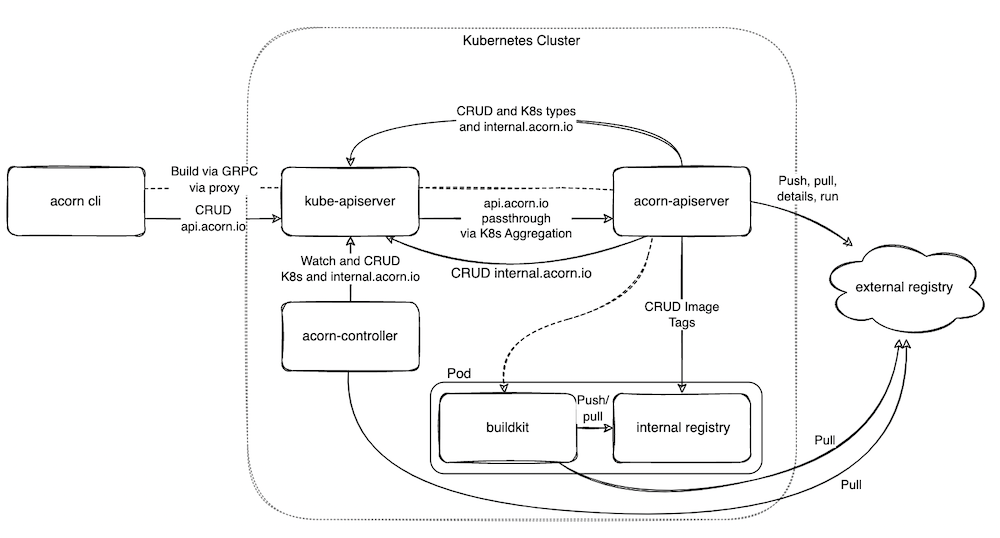 Kubernetes Cluster
CRUD and K8s types
and internal.acorn.io
Build via GRPC
via proxy
acorn cli
CRUD
api.acorn.io
kube-apiserver
api.acorn.io
passthrough
via K8s Aggregation
acorn-apiserver
Push, pull,
details, run
Watch and CRUD
K8s and internal.acorn.io
CRUD internal.acorn.io
external registry
acorn-controller
CRUD Image
Tags
Pod
buildkit
Push/
pull
internal registry
Pull
Pull